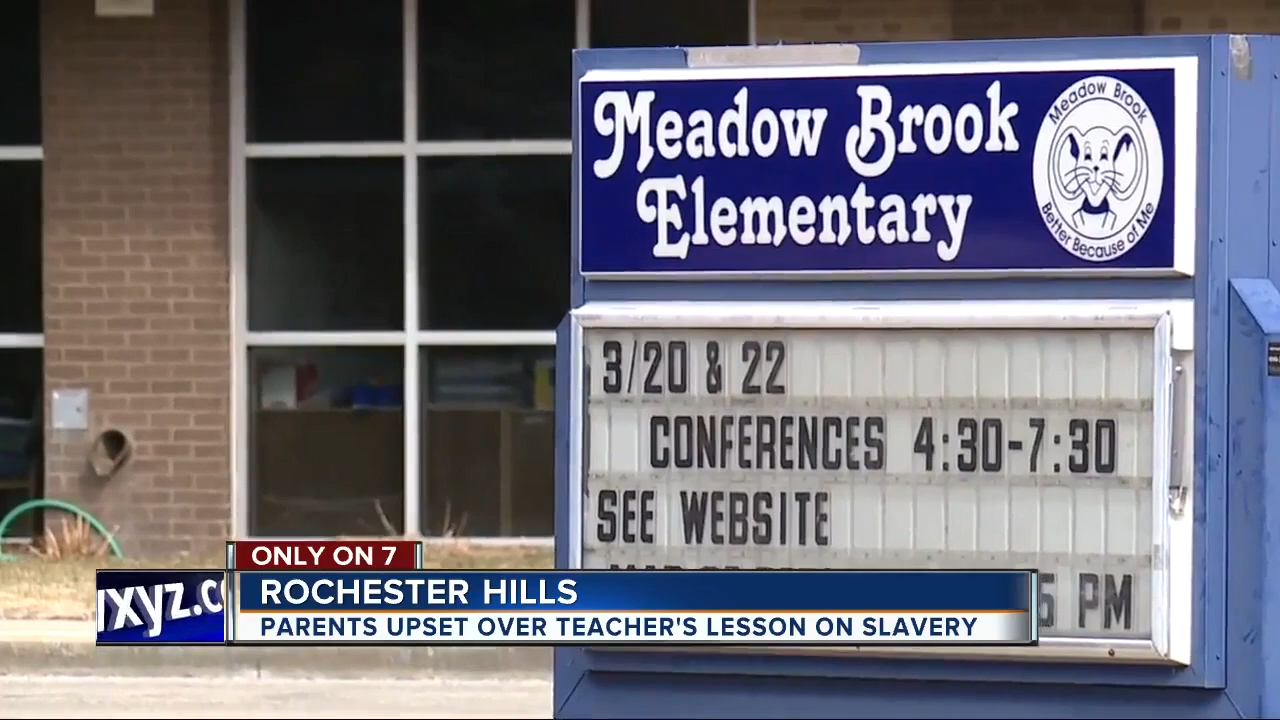 Meadow Brook
Elementary
Meadow Brook
Better Because of Me
3/20 & 22
CONFERENCES 4:30-7:30
SEE WEBSITE
PM
ONLY ON 7
ROCHESTER HILLS
PARENTS UPSET OVER TEACHER'S LESSON ON SLAVERY